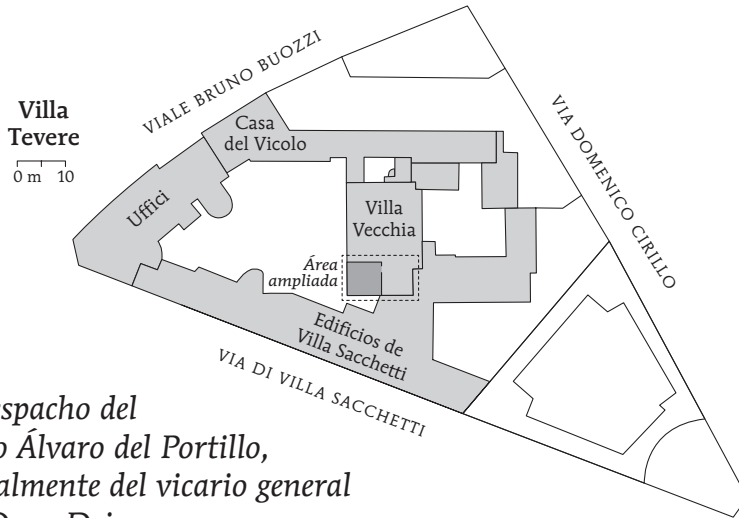 VIALE BRUNO BUOZZI
Villa
Tevere
0 m 10
Casa
del Vicolo
VIA DOMENICO CIRILLO
Uffici
Villa
Vecchia
Área
ampliada
Edificios de
Villa Sacchetti
VIA DI VILLA SACCHETTI
espacho del
Álvaro del Portillo,
almente del vicario general